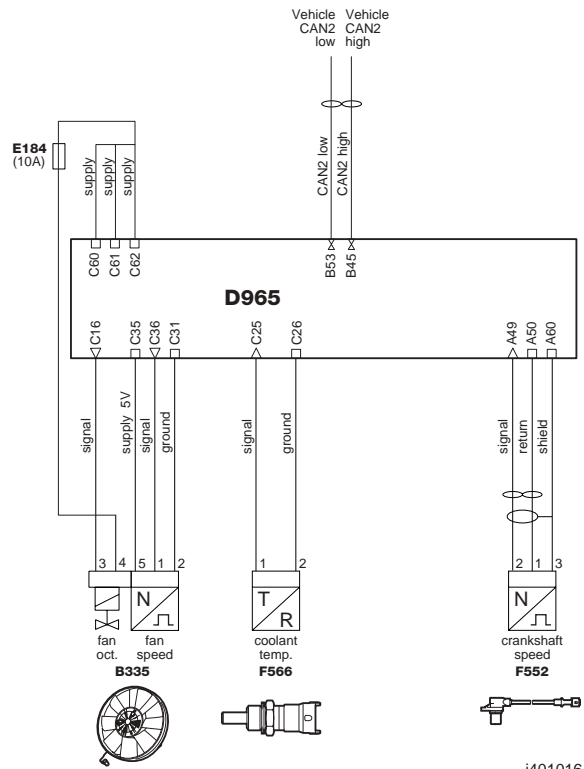 Vehicle Vehicle
CAN2 CAN2
low high
E184
(10A)
supply
supply
supply
CAN2 low
CAN2 high
C60
C61
C62
B53
B45
D965
C16
C35
C36
C31
C25
C26
A49
A50
A60
signal
supply 5V
signal
ground
signal
ground
signal
return
shield
3 4 5 1 2
1 2
2 1 3
N
T
R
N
fan fan
oct. speed
B335
coolant
temp.
F566
crankshaft
speed
F552
i401016